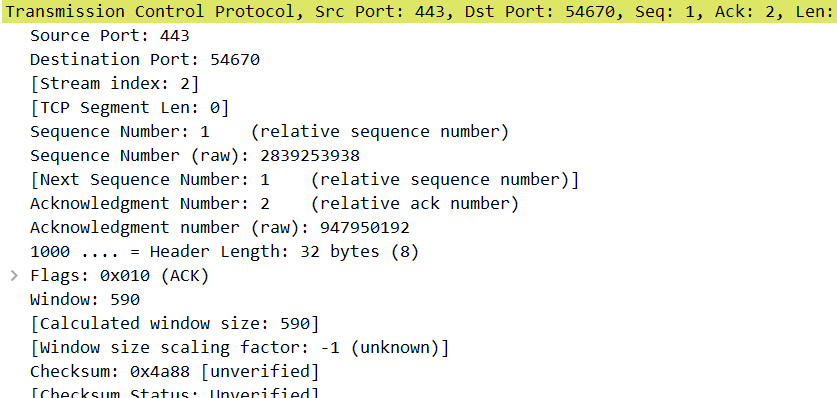 Transmission Control Protocol, Src Port: 443, Dst Port: 54670, Seq: 1, Ack: 2, Len:
Source Port: 443
Destination Port: 54670
[Stream index: 2]
[TCP Segment Len: 0]
Sequence Number: 1    (relative sequence number)
Sequence Number (raw): 2839253938
[Next Sequence Number: 1    (relative sequence number)]
Acknowledgment Number: 2    (relative ack number)
Acknowledgment number (raw): 947950192
1000 .... = Header Length: 32 bytes (8)
Flags: 0x010 (ACK)
Window: 590
[Calculated window size: 590]
[Window size scaling factor: -1 (unknown)]
Checksum: 0x4a88 [unverified]
[Checksum Status: Unverified]